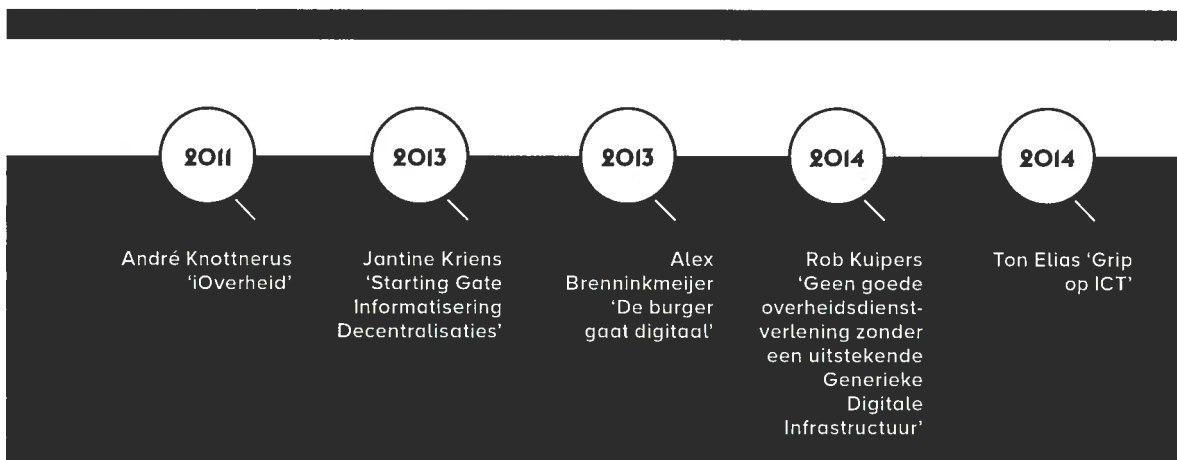 2011
André Knottnerus
‘iOverheid’
2013
Jantine Kriens
‘Starting Gate
Informatisering
Decentralisaties’
2013
Alex
Brenninkmeijer
‘De burger
gaat digitaal’
2014
Rob Kuipers
‘Geen goede
overheidsdienst-
verlening zonder
een uitstekende
Generieke
Digitale
Infrastructuur’
2014
Ton Elias ‘Grip
op ICT’